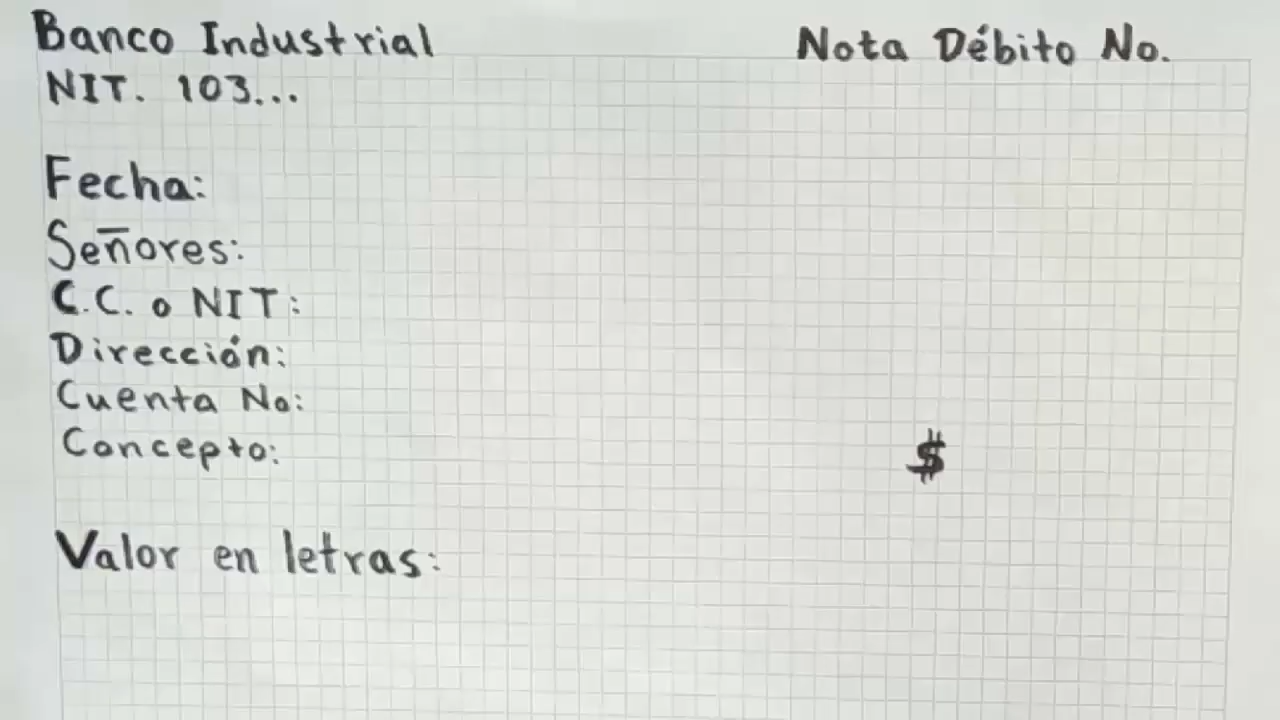 Banco Industrial
Nota Débito No.
NIT. 103...
Fecha:
Señores:
C.C. o NIT:
Dirección:
Cuenta No:
Concepto:
$
Valor en letras: